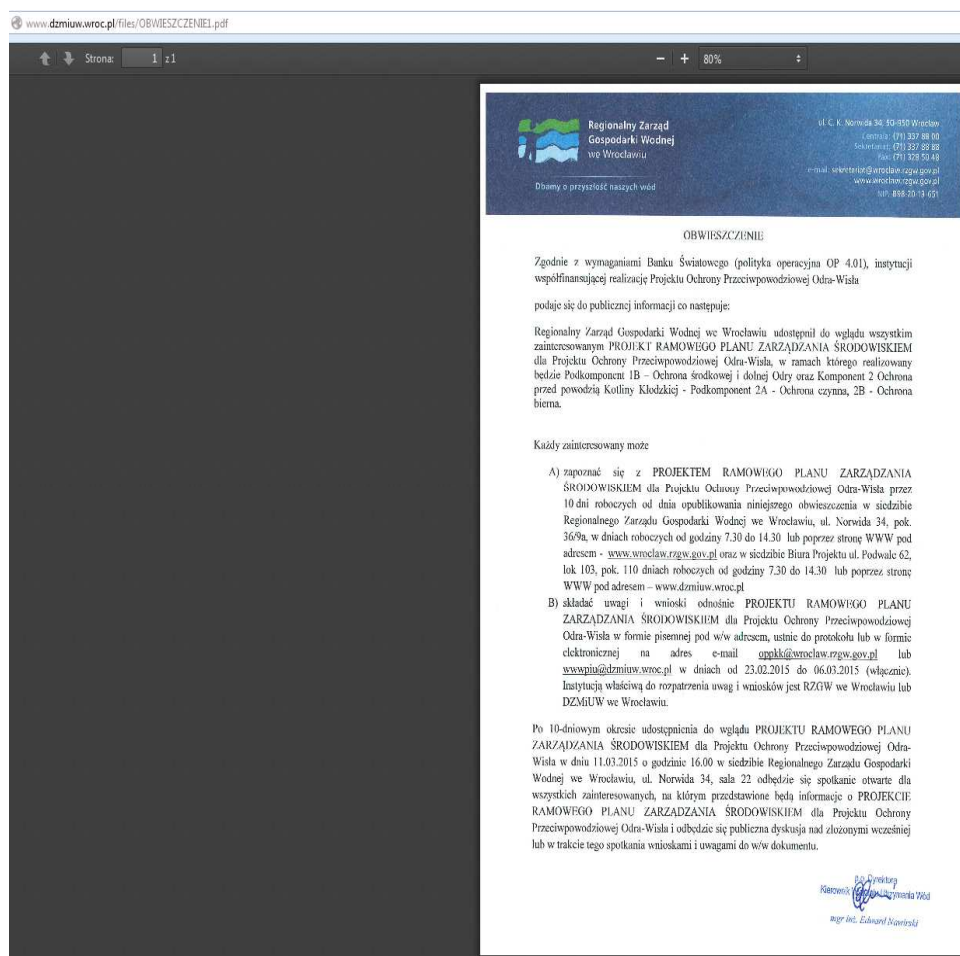 www.dzmiuw.wroc.pl/files/OBWIESZCZENIE1.pdf
Strona: 1 z 1
80%
Regionalny Zarząd
Gospodarki Wodnej
we Wrocławiu
Dbamy o przyszłość naszych wód
ul. C. K. Norwida 34, 50-950 Wrocław
Centrala: (71) 337 88 00
Sekretariat: (71) 337 88 88
Fax: (71) 328 50 48
e-mail: sekretariat@wroclaw.rzgw.gov.pl
www.wroclaw.rzgw.gov.pl
NIP: 898-20-13-651
OBWIESZCZENIE
Zgodnie z wymaganiami Banku Światowego (polityka operacyjna OP 4.01), instytucji
współfinansującej realizację Projektu Ochrony Przeciwpowodziowej Odra-Wisła
podaje się do publicznej informacji co następuje:
Regionalny Zarząd Gospodarki Wodnej we Wrocławiu udostępnił do wglądu wszystkim
zainteresowanym PROJEKT RAMOWEGO PLANU ZARZĄDZANIA ŚRODOWISKIEM
dla Projektu Ochrony Przeciwpowodziowej Odra-Wisła, w ramach którego realizowany
będzie Podkomponent 1B – Ochrona środkowej i dolnej Odry oraz Komponent 2 Ochrona
przed powodzią Kotliny Kłodzkiej - Podkomponent 2A - Ochrona czynna, 2B - Ochrona
bierna.
Każdy zainteresowany może
A) zapoznać się z PROJEKTEM RAMOWEGO PLANU ZARZĄDZANIA
ŚRODOWISKIEM dla Projektu Ochrony Przeciwpowodziowej Odra-Wisła przez
10 dni roboczych od dnia opublikowania niniejszego obwieszczenia w siedzibie
Regionalnego Zarządu Gospodarki Wodnej we Wrocławiu, ul. Norwida 34, pok.
36/9a, w dniach roboczych od godziny 7.30 do 14.30 lub poprzez stronę WWW pod
adresem - www.wroclaw.rzgw.gov.pl oraz w siedzibie Biura Projektu ul. Podwale 62,
lok 103, pok. 110 dniach roboczych od godziny 7.30 do 14.30 lub poprzez stronę
WWW pod adresem – www.dzmiuw.wroc.pl
B) składać uwagi i wnioski odnośnie PROJEKTU RAMOWEGO PLANU
ZARZĄDZANIA ŚRODOWISKIEM dla Projektu Ochrony Przeciwpowodziowej
Odra-Wisła w formie pisemnej pod w/w adresem, ustnie do protokołu lub w formie
elektronicznej na adres e-mail oppkk@wroclaw.rzgw.gov.pl lub
wwwpiu@dzmiuw.wroc.pl w dniach od 23.02.2015 do 06.03.2015 (włącznie).
Instytucją właściwą do rozpatrzenia uwag i wniosków jest RZGW we Wrocławiu lub
DZMiUW we Wrocławiu.
Po 10-dniowym okresie udostępnienia do wglądu PROJEKTU RAMOWEGO PLANU
ZARZĄDZANIA ŚRODOWISKIEM dla Projektu Ochrony Przeciwpowodziowej Odra-
Wisła w dniu 11.03.2015 o godzinie 16.00 w siedzibie Regionalnego Zarządu Gospodarki
Wodnej we Wrocławiu, ul. Norwida 34, sala 22 odbędzie się spotkanie otwarte dla
wszystkich zainteresowanych, na którym przedstawione będą informacje o PROJEKCIE
RAMOWEGO PLANU ZARZĄDZANIA ŚRODOWISKIEM dla Projektu Ochrony
Przeciwpowodziowej Odra-Wisła i odbędzie się publiczna dyskusja nad złożonymi wcześniej
lub w trakcie tego spotkania wnioskami i uwagami do w/w dokumentu.
p.o. Dyrektora
Kierownik Utrzymania Wód
mgr inż. Edward Nawirski